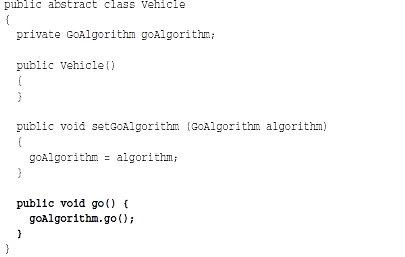 public abstract class Vehicle
{
  private GoAlgorithm goAlgorithm;

  public Vehicle()
  {
  }

  public void setGoAlgorithm (GoAlgorithm algorithm)
  {
    goAlgorithm = algorithm;
  }

  public void go() {
    goAlgorithm.go();
  }
}